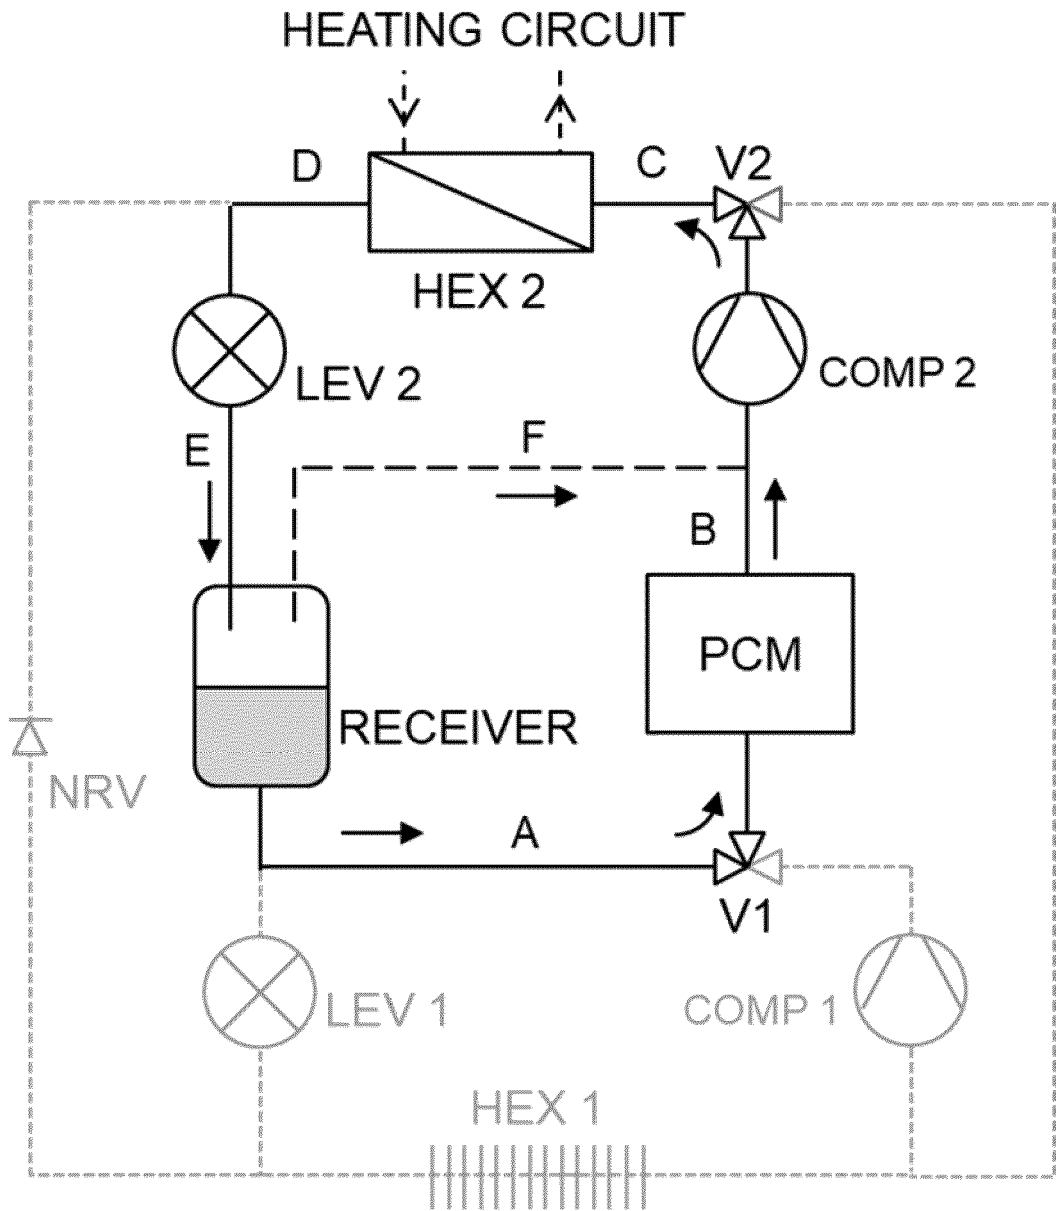 HEATING CIRCUIT
D
C
V2
HEX 2
LEV 2
COMP 2
E
F
B
PCM
RECEIVER
NRV
A
V1
LEV 1
COMP 1
HEX 1